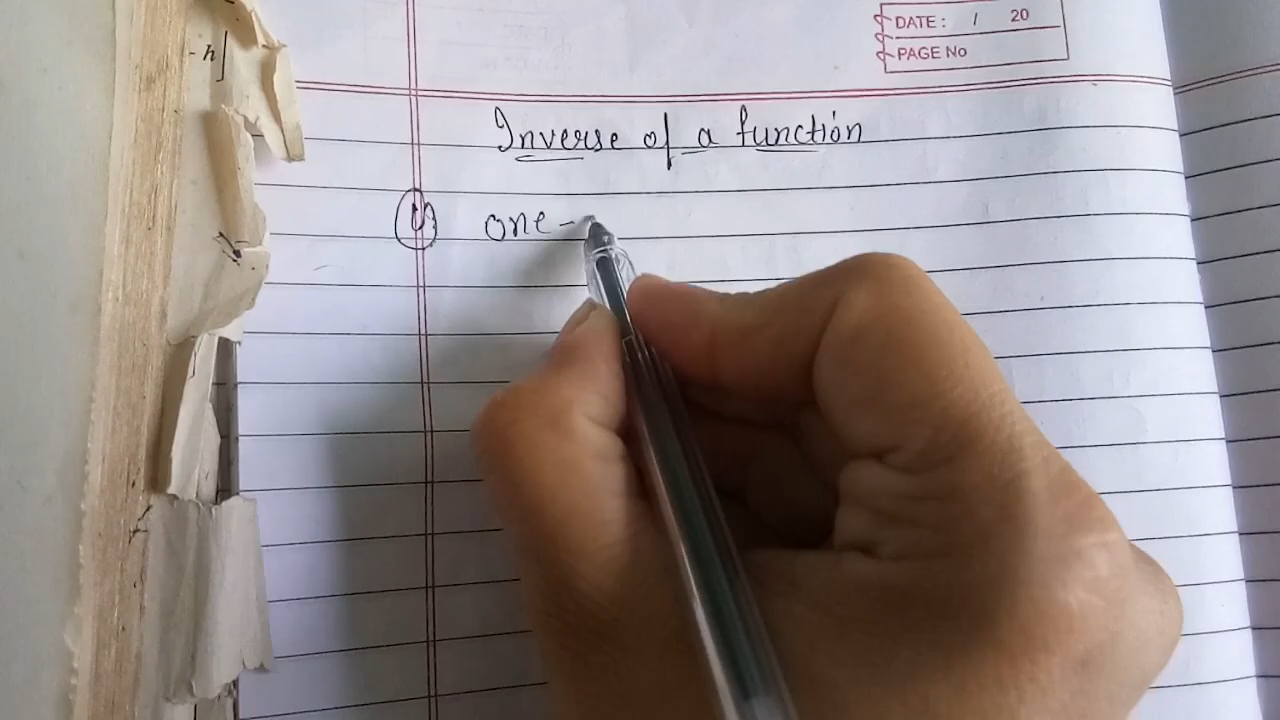 DATE : / 20
PAGE No
- h]
Inverse of a function
one -